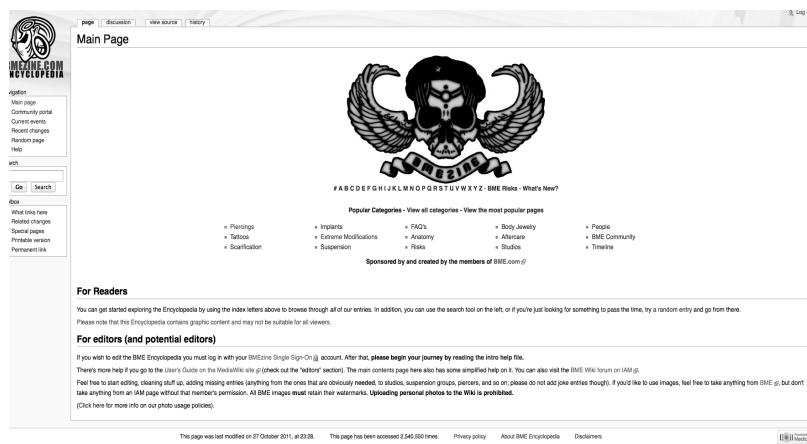 Log
page discussion view source history
Main Page
BMEZINE.COM
ENCYCLOPEDIA
navigation
Main page
Community portal
Current events
Recent changes
Random page
Help
search
Go Search
toolbox
What links here
Related changes
Special pages
Printable version
Permanent link
BMEZINE
# A B C D E F G H I J K L M N O P Q R S T U V W X Y Z - BME Risks - What's New?
Popular Categories - View all categories - View the most popular pages
Piercings Implants FAQ's Body Jewelry People
Tattoos Extreme Modifications Anatomy Aftercare BME Community
Scarification Suspension Risks Studios Timeline
Sponsored by and created by the members of BME.com
For Readers
You can get started exploring the Encyclopedia by using the index letters above to browse through all of our entries. In addition, you can use the search tool on the left, or if you're just looking for something to pass the time, try a random entry and go from there.
Please note that this Encyclopedia contains graphic content and may not be suitable for all viewers.
For editors (and potential editors)
If you wish to edit the BME Encyclopedia you must log in with your BMEzine Single Sign-On account. After that, please begin your journey by reading the intro help file.
There's more help if you go to the User's Guide on the MediaWiki site (check out the "editors" section). The main contents page here also has some simplified help on it. You can also visit the BME Wiki forum on IAM.
Feel free to start editing, cleaning stuff up, adding missing entries (anything from the ones that are obviously needed, to studios, suspension groups, piercers, and so on; please do not add joke entries though). If you'd like to use images, feel free to take anything from BME, but don't
take anything from an IAM page without that member's permission. All BME images must retain their watermarks. Uploading personal photos to the Wiki is prohibited.
(Click here for more info on our photo usage policies).
This page was last modified on 27 October 2011, at 23:28. This page has been accessed 2,540,550 times. Privacy policy About BME Encyclopedia Disclaimers